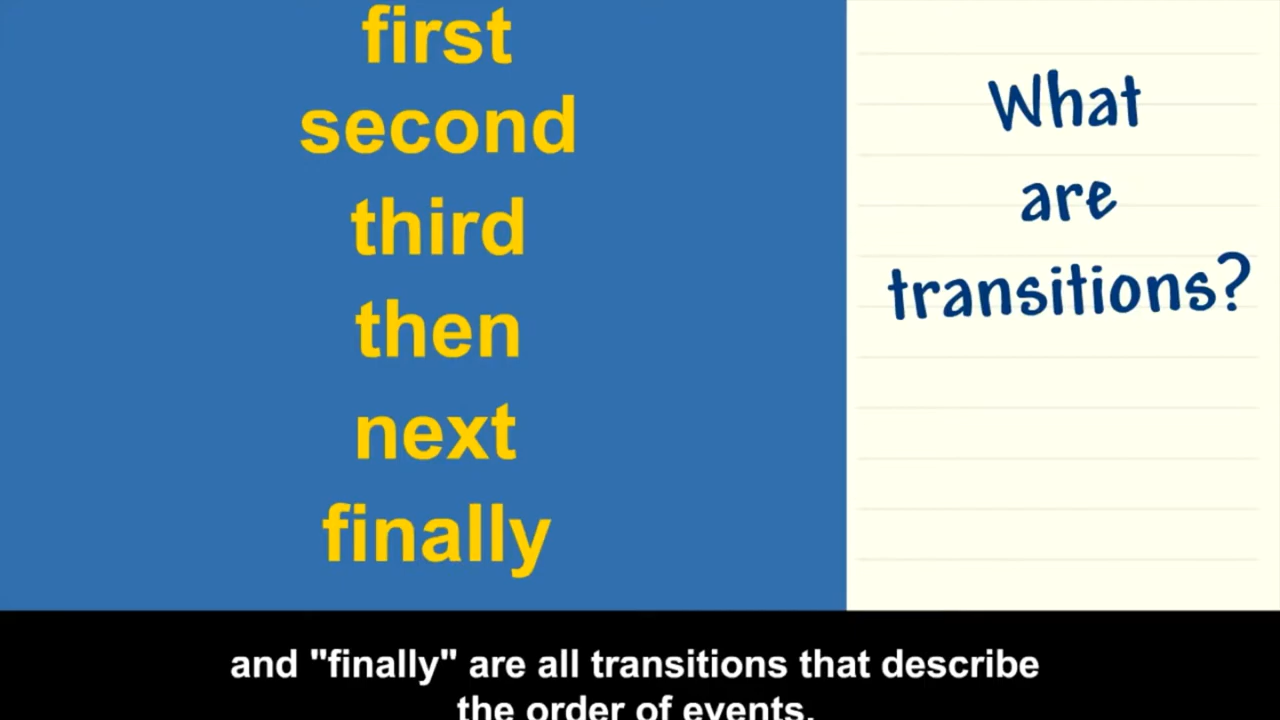 first
second
third
then
next
finally
What
are
transitions?
and "finally" are all transitions that describe
the order of events.